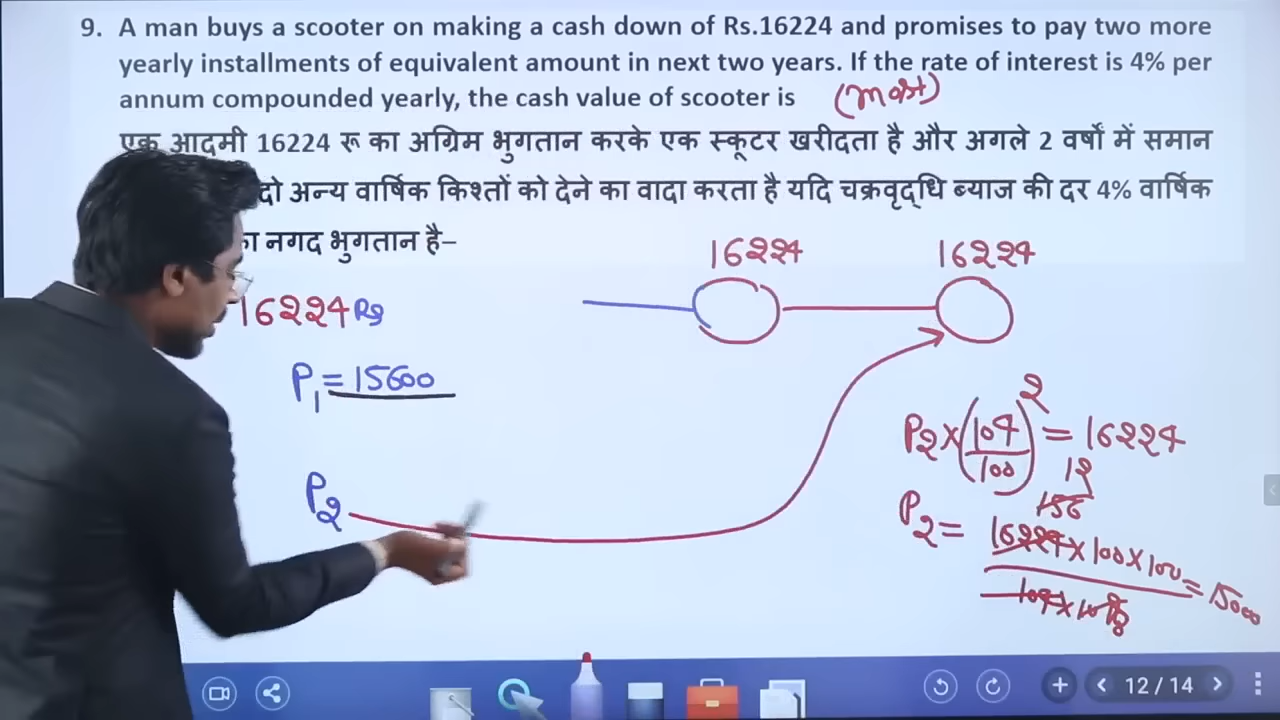 9. A man buys a scooter on making a cash down of Rs.16224 and promises to pay two more
yearly installments of equivalent amount in next two years. If the rate of interest is 4% per
annum compounded yearly, the cash value of scooter is (most)
एक आदमी 16224 रू का अग्रिम भुगतान करके एक स्कूटर खरीदता है और अगले 2 वर्षों में समान
दो अन्य वार्षिक किश्तों को देने का वादा करता है यदि चक्रवृद्धि ब्याज की दर 4% वार्षिक
नगद भुगतान है–
16224 16224
16224 Rs
P1 = 15600
P2 × (104/100)² = 16224
P2
12
156
P2 = 16224 × 100 × 100 = 15000
12 / 14